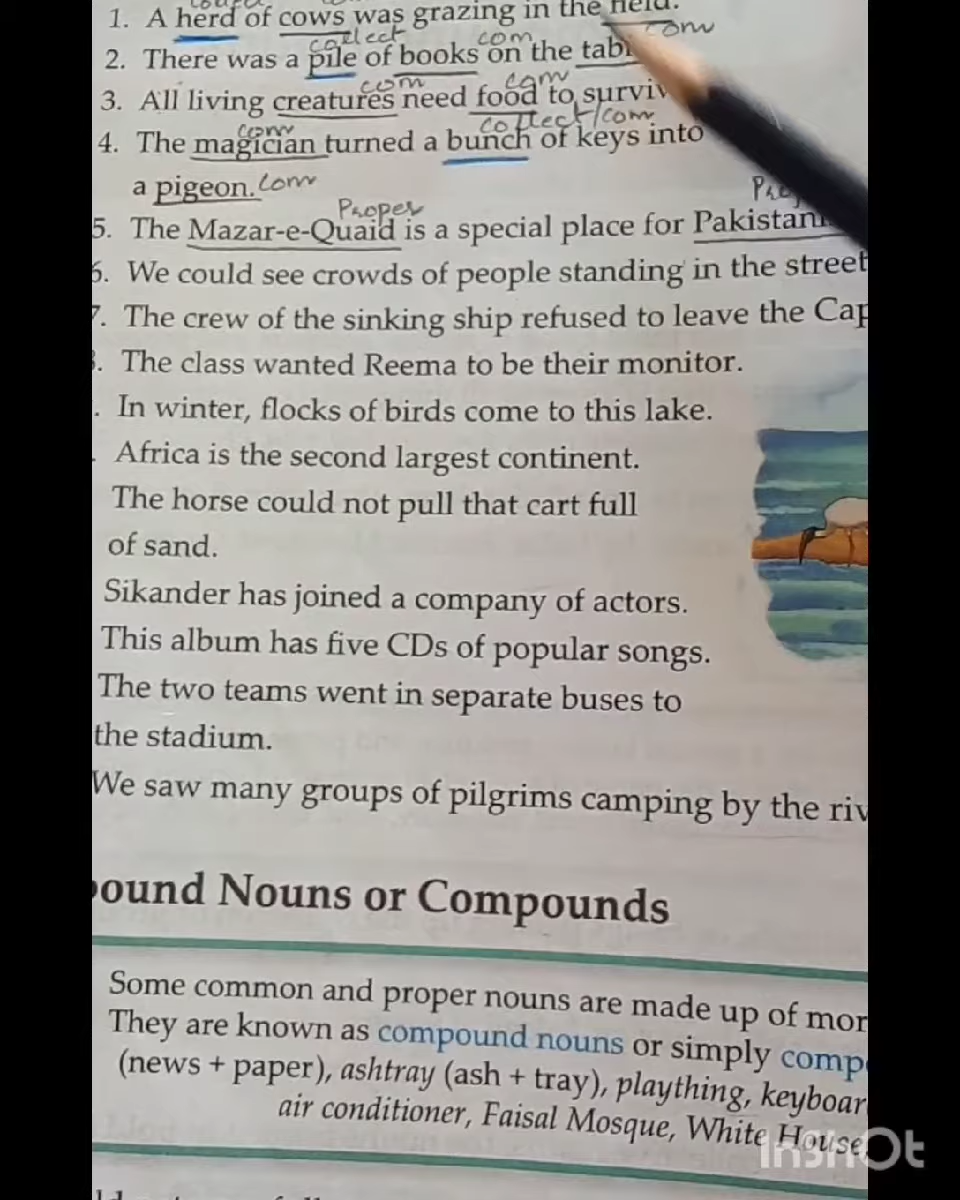 1. A herd of cows was grazing in the field.
collect com com
2. There was a pile of books on the
com com
3. All living creatures need food to
com collect/com
4. The magician turned a bunch of keys into
a pigeon. com
Proper
5. The Mazar-e-Quaid is a special place for
6. We could see crowds of people standing in the street
7. The crew of the sinking ship refused to leave the Cap
. The class wanted Reema to be their monitor.
. In winter, flocks of birds come to this lake.
Africa is the second largest continent.
The horse could not pull that cart full
of sand.
Sikander has joined a company of actors.
This album has five CDs of popular songs.
The two teams went in separate buses to
the stadium.
We saw many groups of pilgrims camping by the riv
ound Nouns or Compounds
Some common and proper nouns are made up of mor
They are known as compound nouns or simply comp
(news + paper), ashtray (ash + tray), plaything, keyboar
air conditioner, Faisal Mosque, White House,
InShOt